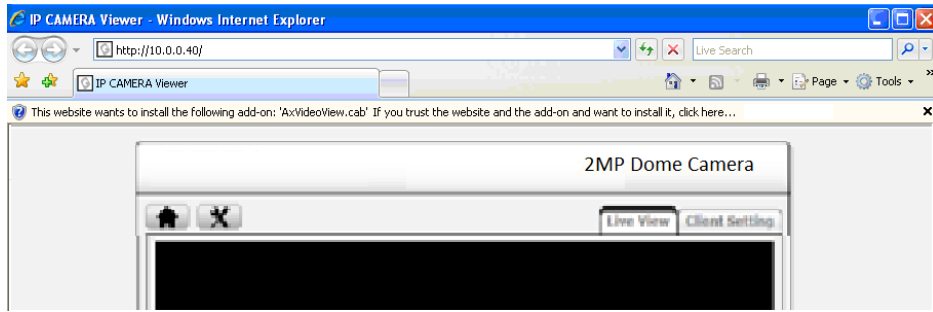 IP CAMERA Viewer - Windows Internet Explorer
http://10.0.0.40/
Live Search
IP CAMERA Viewer
Page
Tools
»
This website wants to install the following add-on: 'AxVideoView.cab' If you trust the website and the add-on and want to install it, click here...
2MP Dome Camera
Live View
Client Setting